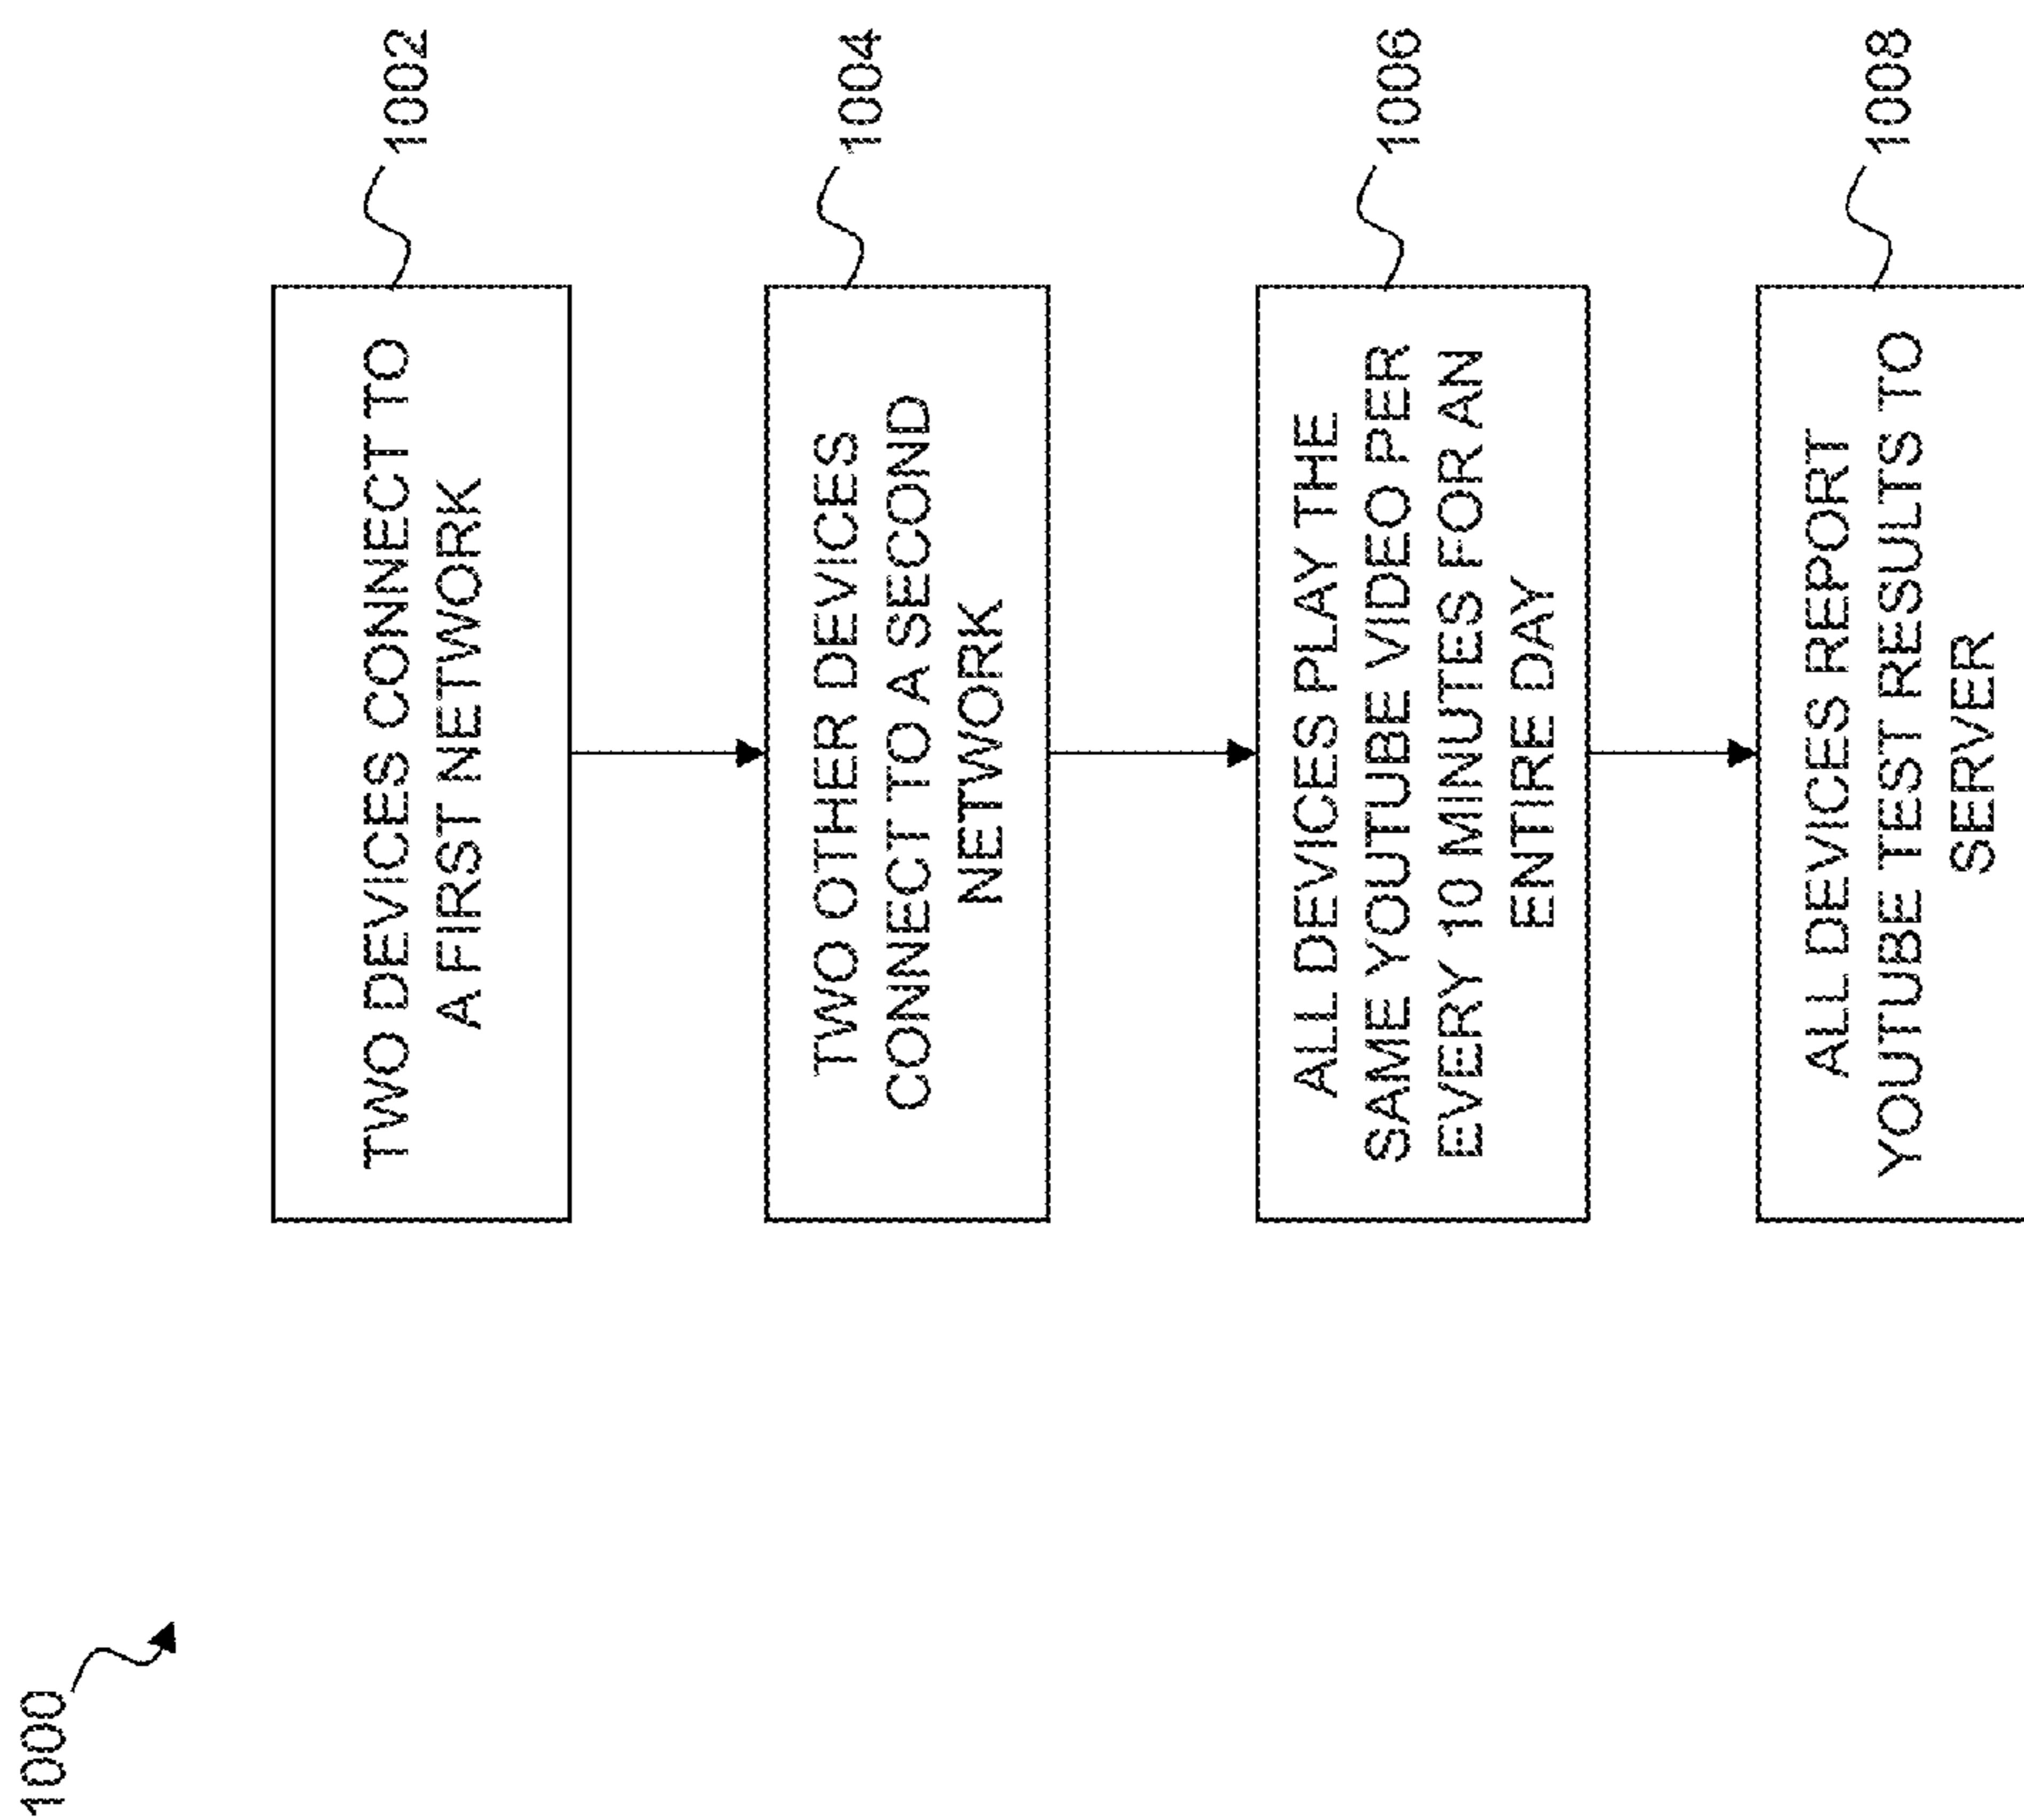 1000
TWO DEVICES CONNECT TO
A FIRST NETWORK
1002
TWO OTHER DEVICES
CONNECT TO A SECOND
NETWORK
1004
ALL DEVICES PLAY THE
SAME YOUTUBE VIDEO PER
EVERY 10 MINUTES FOR AN
ENTIRE DAY
1006
ALL DEVICES REPORT
YOUTUBE TEST RESULTS TO
SERVER
1008